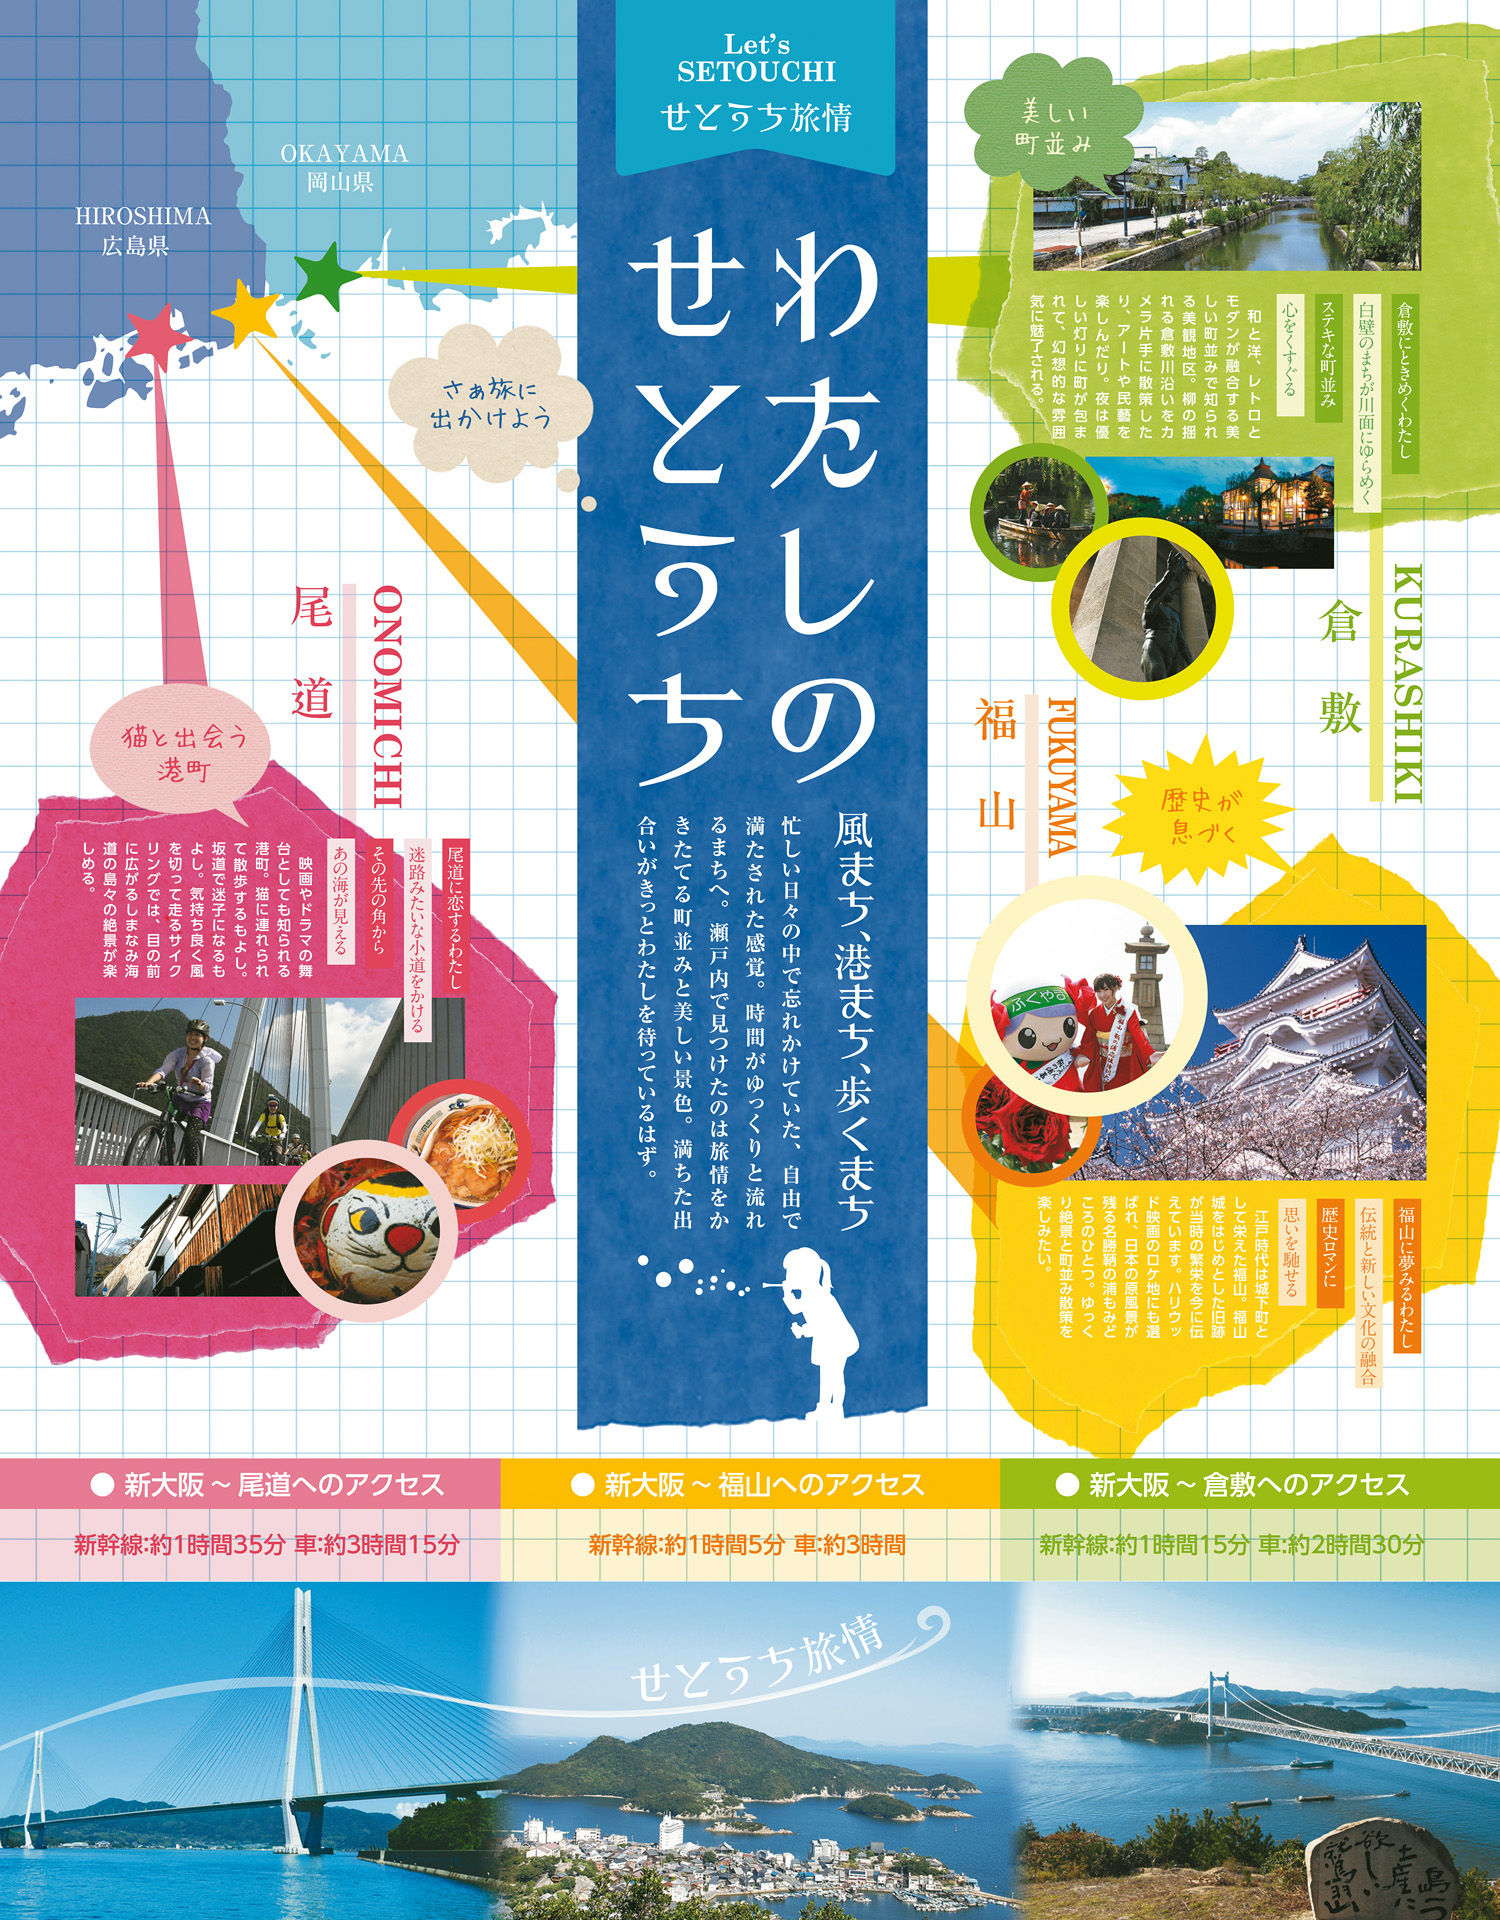 Let's
SETOUCHI
せとうち旅情
わたしの
せとうち
風まち、港まち、歩くまち
忙しい日々の中で忘れかけていた、自由で
満たされた感覚。時間がゆっくりと流れ
るまちへ。瀬戸内で見つけたのは旅情をか
きたてる町並みと美しい景色。満ちた出
合いがきっとわたしを待っているはず。
OKAYAMA
岡山県
HIROSHIMA
広島県
さぁ旅に
出かけよう
美しい
町並み
KURASHIKI
倉敷
倉敷にときめくわたし
白壁のまちが川面にゆらめく
ステキな町並み
心をくすぐる
和と洋、レトロと
モダンが融合する美
しい町並みで知られ
る美観地区。柳の揺
れる倉敷川沿いをカ
メラ片手に散策した
り、アートや民藝を
楽しんだり。夜は優
しい灯りに町が包ま
れて、幻想的な雰囲
気に魅了される。
FUKUYAMA
福山
歴史が
息づく
ふくやま
福山に夢みるわたし
伝統と新しい文化の融合
歴史ロマンに
思いを馳せる
江戸時代は城下町と
して栄えた福山。福山
城をはじめとした旧跡
が当時の繁栄を今に伝
えています。ハリウッ
ド映画のロケ地にも選
ばれ、日本の原風景が
残る名勝鞆の浦もみど
ころのひとつ。ゆっく
り絶景と町並み散策を
楽しみたい。
ONOMICHI
尾道
猫と出会う
港町
尾道に恋するわたし
迷路みたいな小道をかける
その先の角から
あの海が見える
映画やドラマの舞
台としても知られる
港町。猫に連れられ
て散歩するもよし。
坂道で迷子になるも
よし。気持ち良く風
を切って走るサイク
リングでは、目の前
に広がるしまなみ海
道の島々の絶景が楽
しめる。
● 新大阪～尾道へのアクセス
新幹線:約1時間35分 車:約3時間15分
● 新大阪～福山へのアクセス
新幹線:約1時間5分 車:約3時間
● 新大阪～倉敷へのアクセス
新幹線:約1時間15分 車:約2時間30分
せとうち旅情
島一つ
土産に
欲しい
鷲羽山